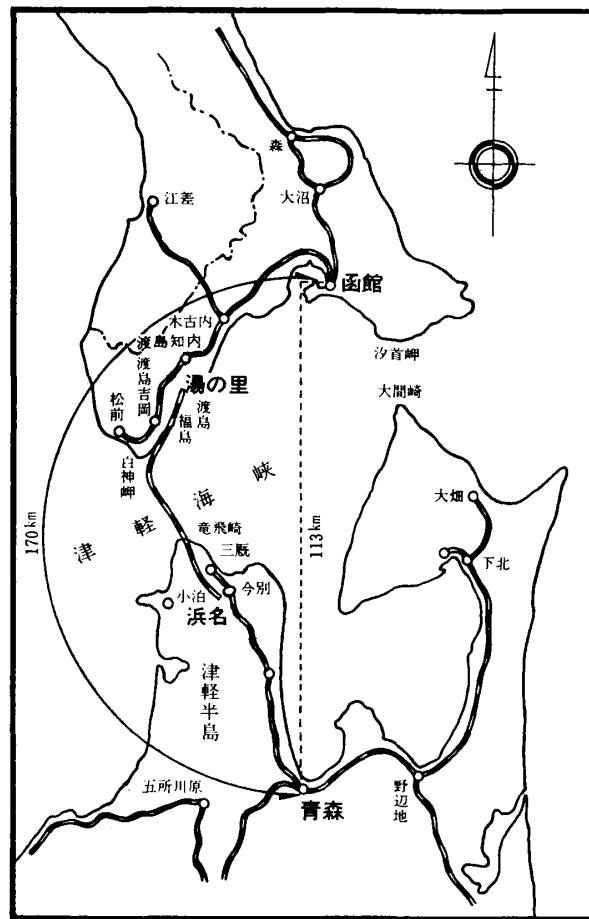 森
大沼
江差
函館
木古内
渡島知内
汐首岬
渡島吉岡
湯の里
大間崎
松前
渡島福島
白神岬
津軽海峡
大畑
170km
113km
竜飛崎
三厩
下北
小泊
今別
浜名
津軽半島
五所川原
野辺地
青森